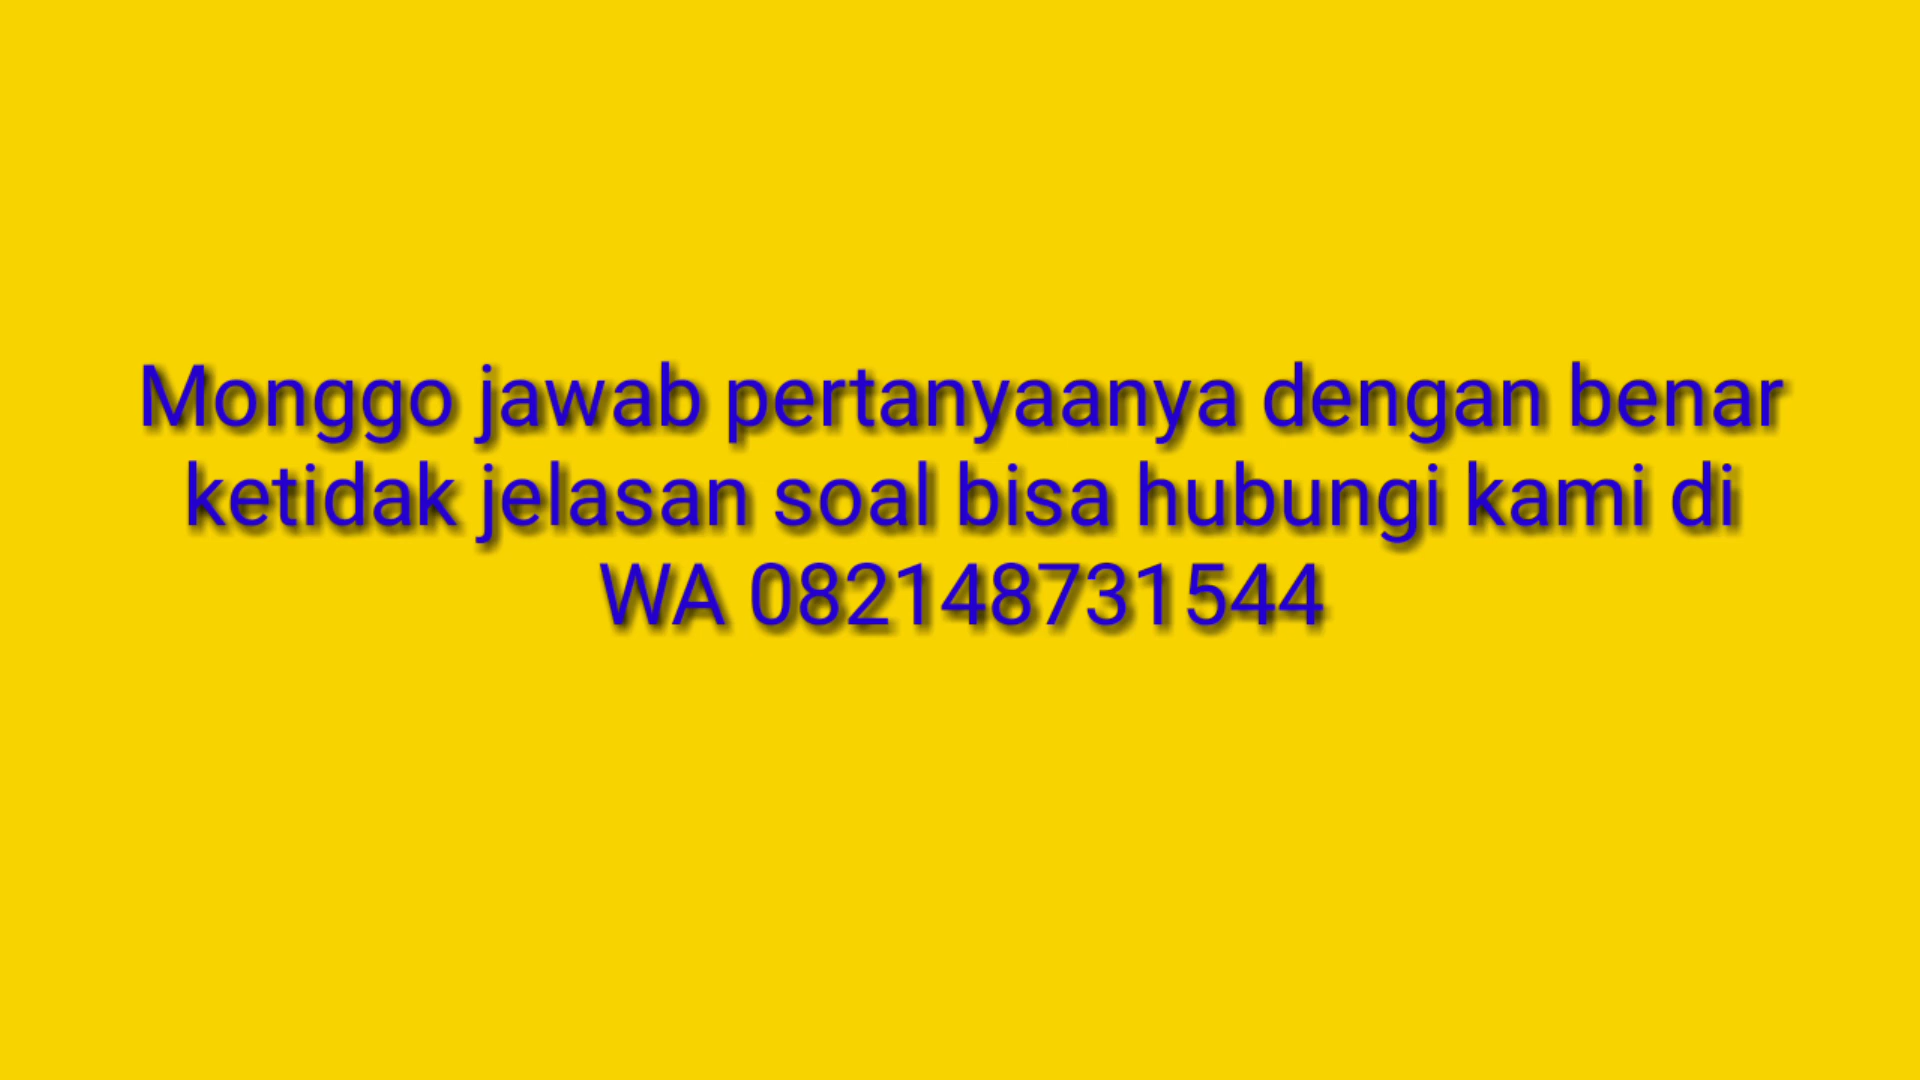 Monggo jawab pertanyaanya dengan benar
ketidak jelasan soal bisa hubungi kami di
WA 082148731544